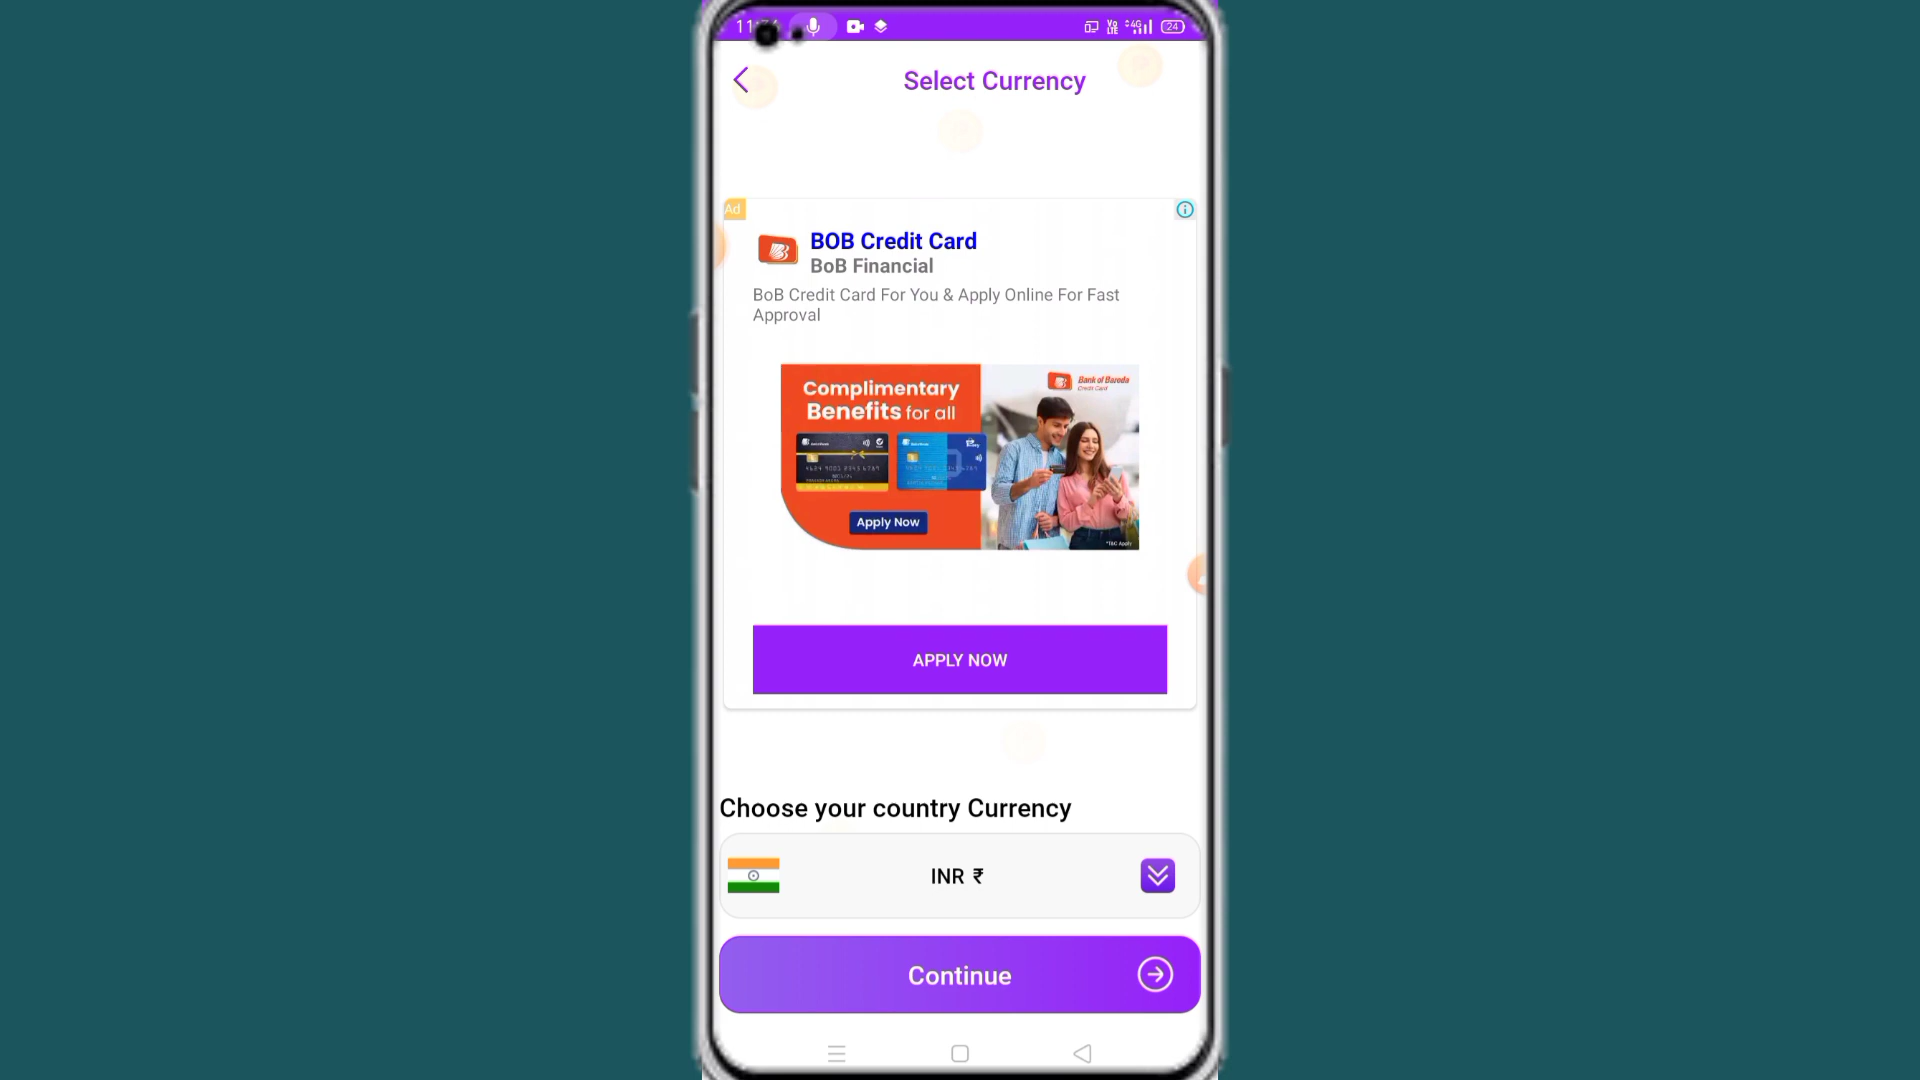 24
Select Currency
Ad
BOB Credit Card
BoB Financial
BoB Credit Card For You & Apply Online For Fast
Approval
Complimentary
Benefits for all
Bank of Baroda
Credit Card
Apply Now
*T&C Apply
APPLY NOW
Choose your country Currency
INR ₹
Continue